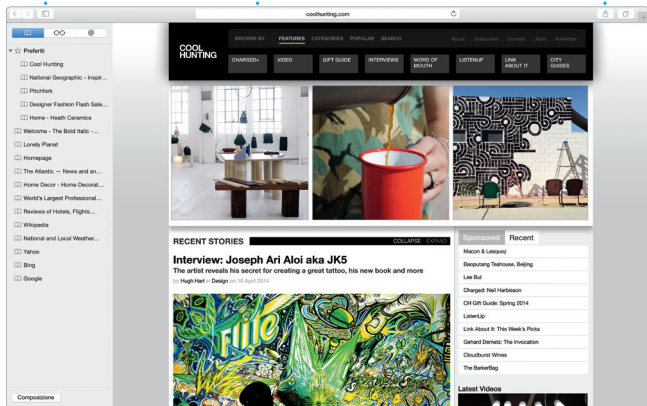 coolhunting.com
@
Preferiti
Cool Hunting
National Geographic - Inspir...
Pitchfork
Designer Fashion Flash Sale...
Home - Heath Ceramics
Welcome - The Bold Italic -...
Lonely Planet
Homepage
The Atlantic — News and an...
Home Decor - Home Decorat...
World's Largest Professional...
Reviews of Hotels, Flights...
Wikipedia
National and Local Weather...
Yahoo
Bing
Google
Composizione
COOL
HUNTING
BROWSE BY FEATURES CATEGORIES POPULAR SEARCH
About Subscribe Contact Jobs Advertise
CHARGED+
VIDEO
GIFT GUIDE
INTERVIEWS
WORD OF
MOUTH
LISTENUP
LINK
ABOUT IT
CITY
GUIDES
RECENT STORIES
COLLAPSE EXPAND
Interview: Joseph Ari Aloi aka JK5
The artist reveals his secret for creating a great tattoo, his new book and more
by Hugh Hart in Design on 16 April 2014
Sponsored Recent
Macon & Lesquoy
Baoputang Teahouse, Beijing
Lee Bul
Charged: Neil Harbisson
CH Gift Guide: Spring 2014
ListenUp
Link About It: This Week's Picks
Gehard Demetz: The Invocation
Cloudburst Wines
The BarkerBag
Latest Videos